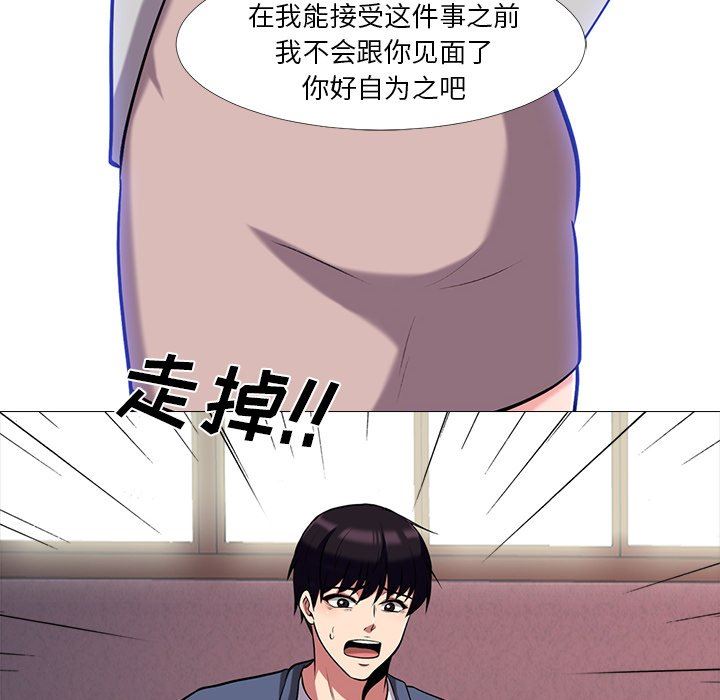 在我能接受这件事之前
我不会跟你见面了
你好自为之吧
走掉!!